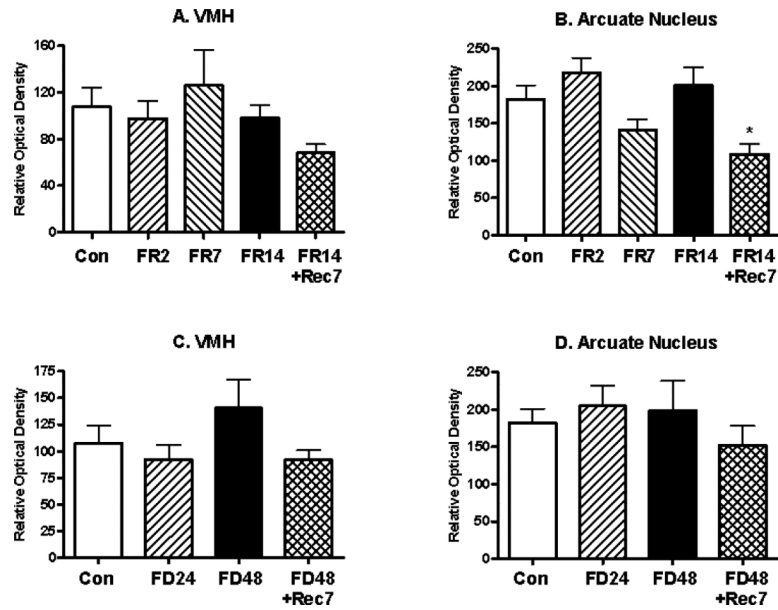 A. VMH
Relative Optical Density
160
120
80
40
0
Con FR2 FR7 FR14 FR14
+Rec7
B. Arcuate Nucleus
Relative Optical Density
250
200
150
100
50
0
*
Con FR2 FR7 FR14 FR14
+Rec7
C. VMH
Relative Optical Density
175
150
125
100
75
50
25
0
Con FD24 FD48 FD48
+Rec7
D. Arcuate Nucleus
Relative Optical Density
250
200
150
100
50
0
Con FD24 FD48 FD48
+Rec7